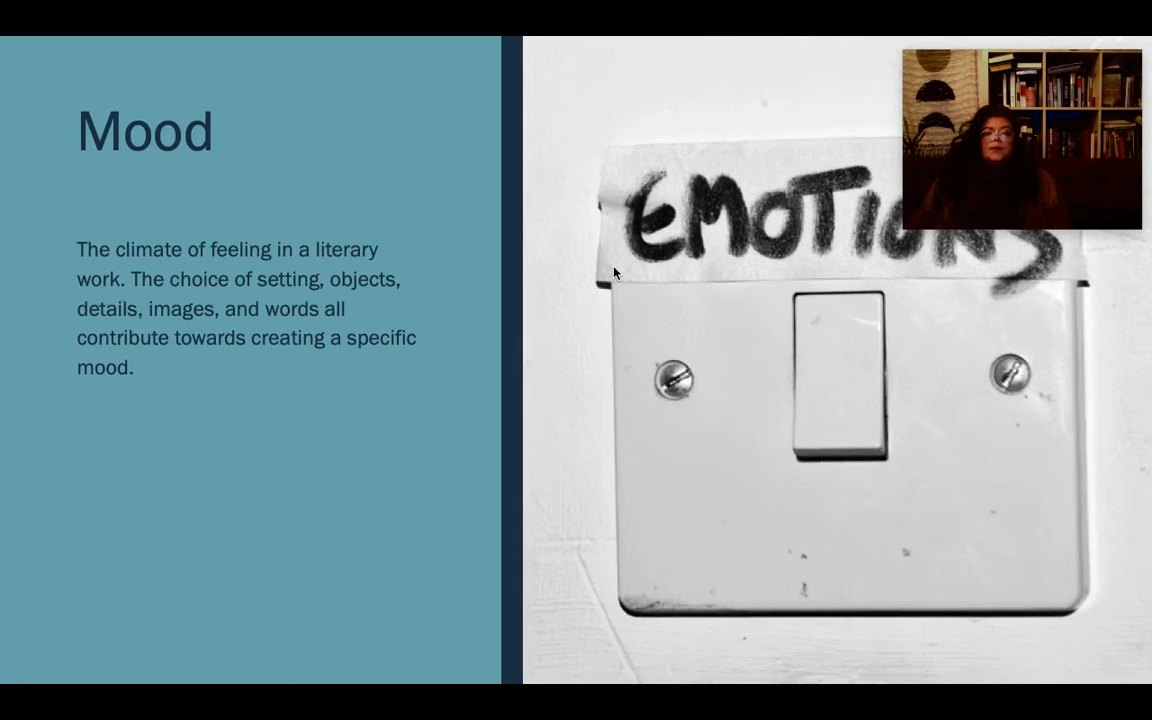 Mood
The climate of feeling in a literary
work. The choice of setting, objects,
details, images, and words all
contribute towards creating a specific
mood.
EMOTIONS